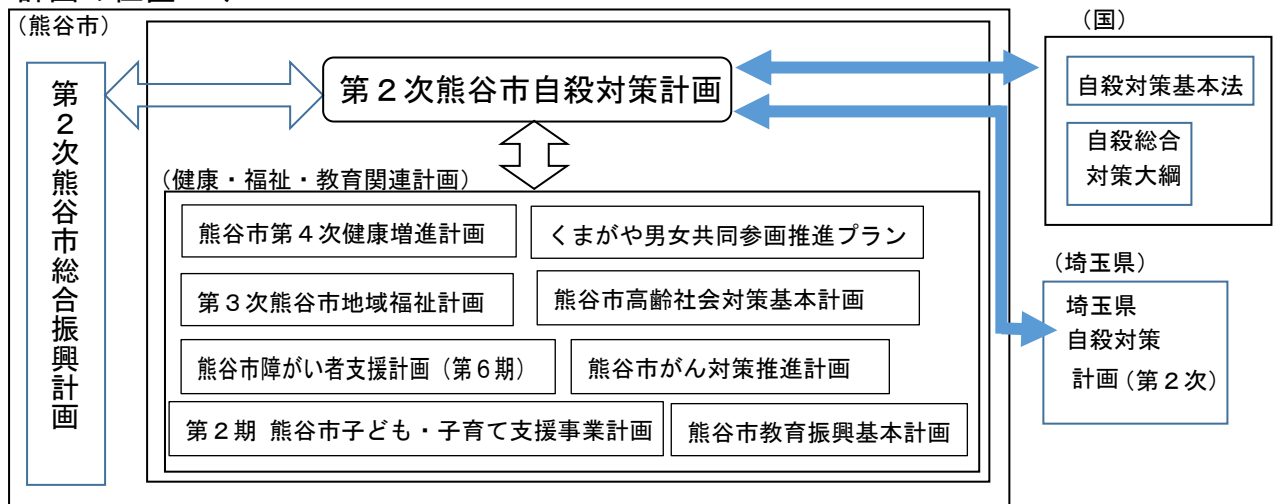 （熊谷市）
第２次熊谷市総合振興計画
第２次熊谷市自殺対策計画
（健康・福祉・教育関連計画）
熊谷市第４次健康増進計画
くまがや男女共同参画推進プラン
第３次熊谷市地域福祉計画
熊谷市高齢社会対策基本計画
熊谷市障がい者支援計画（第６期）
熊谷市がん対策推進計画
第２期 熊谷市子ども・子育て支援事業計画
熊谷市教育振興基本計画
（国）
自殺対策基本法
自殺総合
対策大綱
（埼玉県）
埼玉県
自殺対策
計画（第２次）